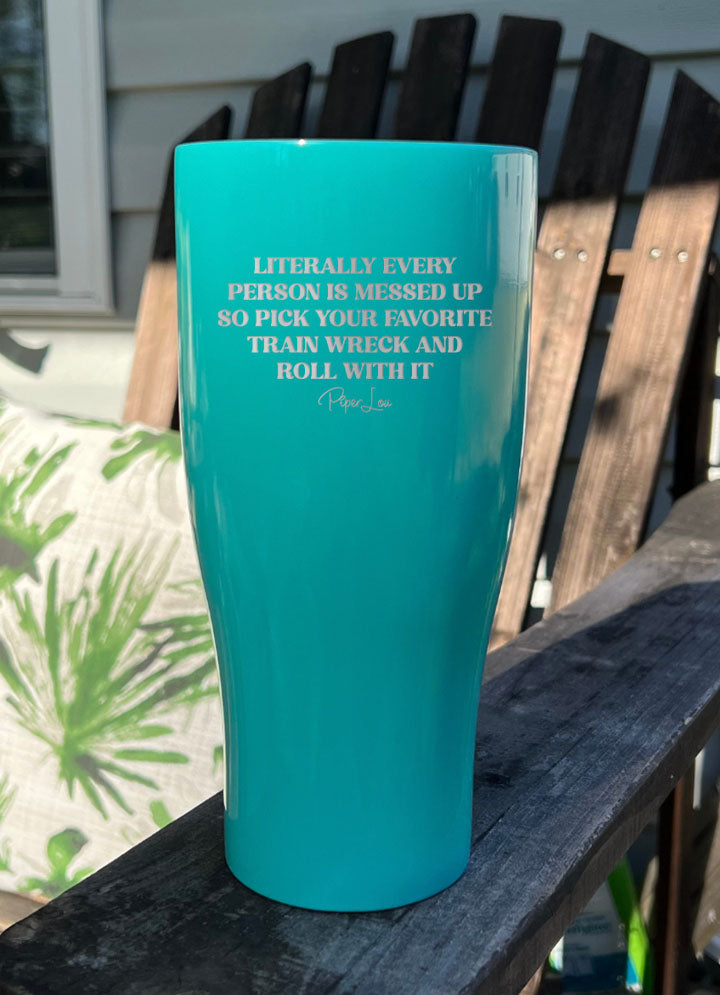 LITERALLY EVERY
PERSON IS MESSED UP
SO PICK YOUR FAVORITE
TRAIN WRECK AND
ROLL WITH IT
Piper Lou